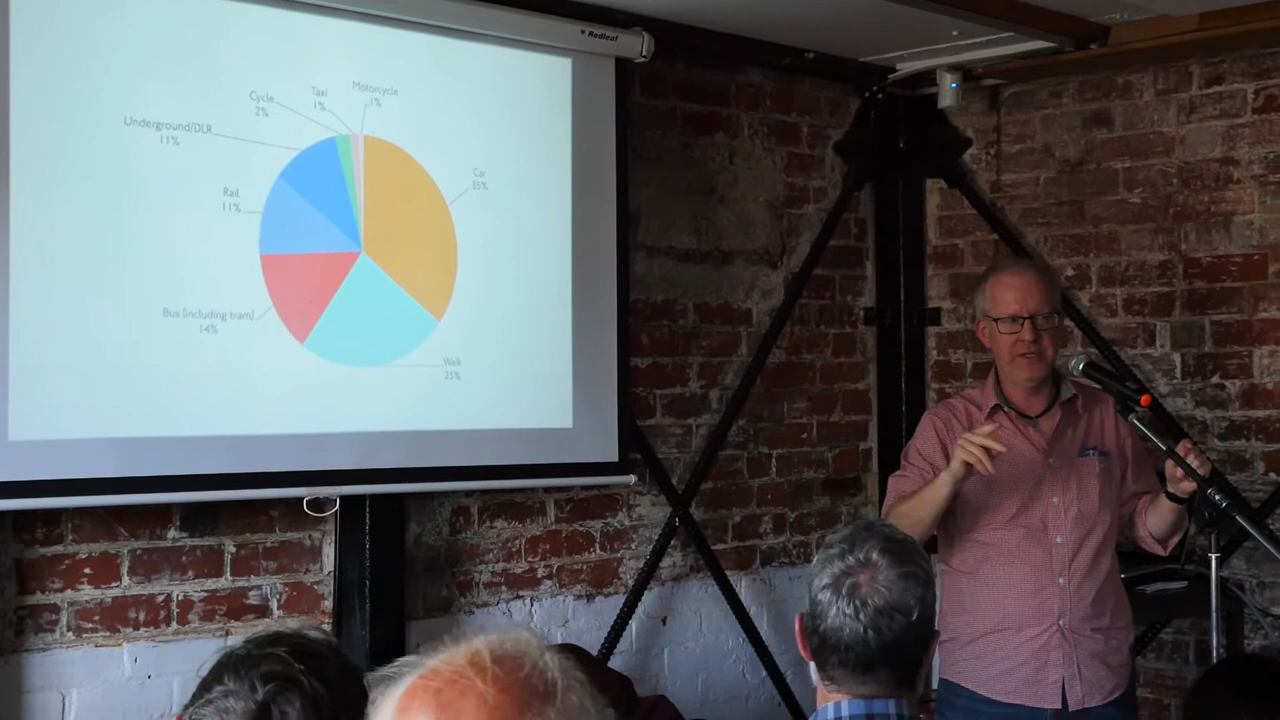 Redleaf
Motorcycle
1%
Taxi
1%
Cycle
2%
Underground/DLR
11%
Car
35%
Rail
11%
Bus (including tram)
14%
Walk
25%